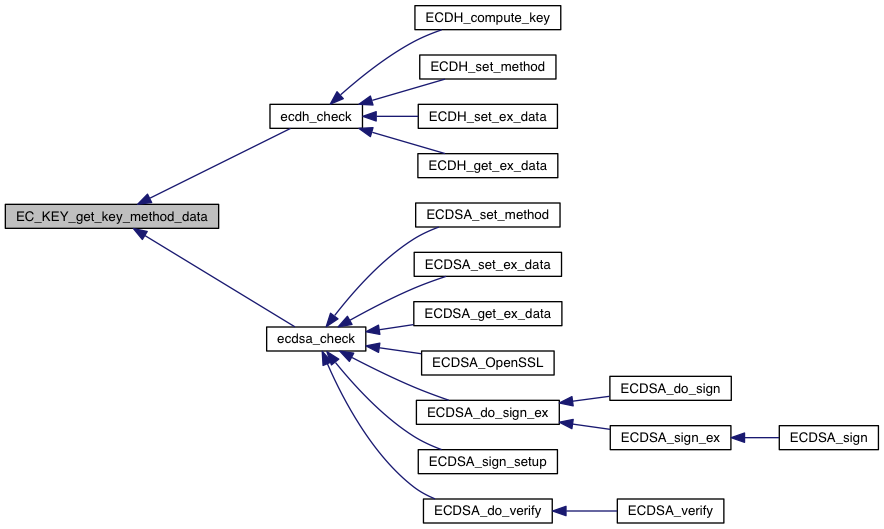 ECDH_compute_key
ECDH_set_method
ecdh_check
ECDH_set_ex_data
ECDH_get_ex_data
EC_KEY_get_key_method_data
ECDSA_set_method
ECDSA_set_ex_data
ECDSA_get_ex_data
ecdsa_check
ECDSA_OpenSSL
ECDSA_do_sign
ECDSA_do_sign_ex
ECDSA_sign_ex
ECDSA_sign
ECDSA_sign_setup
ECDSA_do_verify
ECDSA_verify